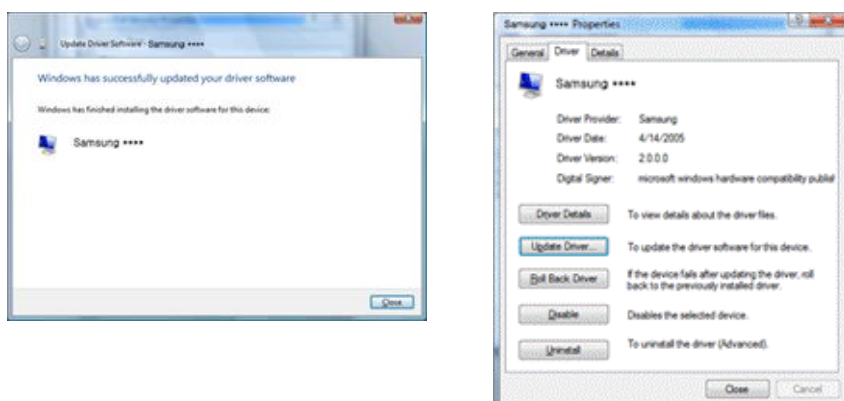 Update Driver Software - Samsung ****
Windows has successfully updated your driver software
Windows has finished installing the driver software for this device:
Samsung ****
Close
Samsung **** Properties
General Driver Details
Samsung ****
Driver Provider: Samsung
Driver Date: 4/14/2005
Driver Version: 2.0.0.0
Digital Signer: microsoft windows hardware compatibility publis
Driver Details To view details about the driver files.
Update Driver... To update the driver software for this device.
Roll Back Driver If the device fails after updating the driver, roll
back to the previously installed driver.
Disable Disables the selected device.
Uninstall To uninstall the driver (Advanced).
Close Cancel